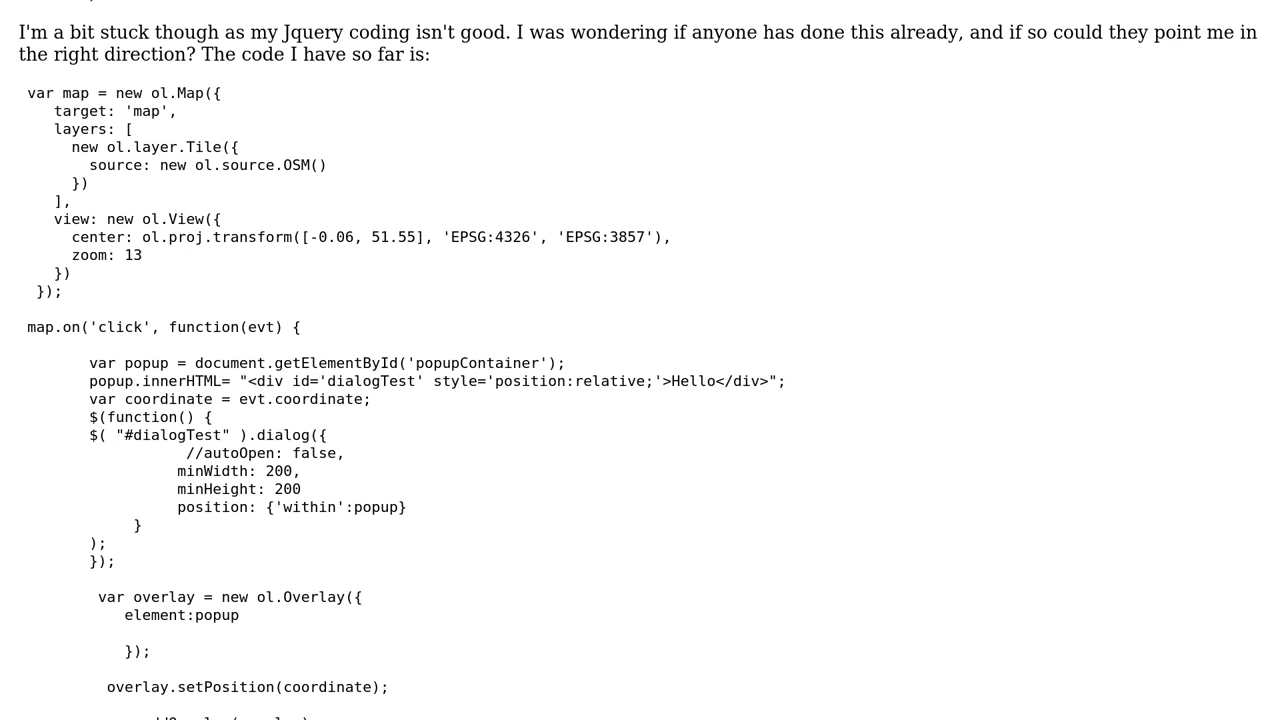 I'm a bit stuck though as my Jquery coding isn't good. I was wondering if anyone has done this already, and if so could they point me in
the right direction? The code I have so far is:
var map = new ol.Map({
target: 'map',
layers: [
new ol.layer.Tile({
source: new ol.source.OSM()
})
],
view: new ol.View({
center: ol.proj.transform([-0.06, 51.55], 'EPSG:4326', 'EPSG:3857'),
zoom: 13
})
});
map.on('click', function(evt) {
var popup = document.getElementById('popupContainer');
popup.innerHTML= "<div id='dialogTest' style='position:relative;'>Hello</div>";
var coordinate = evt.coordinate;
$(function() {
$( "#dialogTest" ).dialog({
//autoOpen: false,
minWidth: 200,
minHeight: 200
position: {'within':popup}
}
);
});
var overlay = new ol.Overlay({
element:popup
});
overlay.setPosition(coordinate);